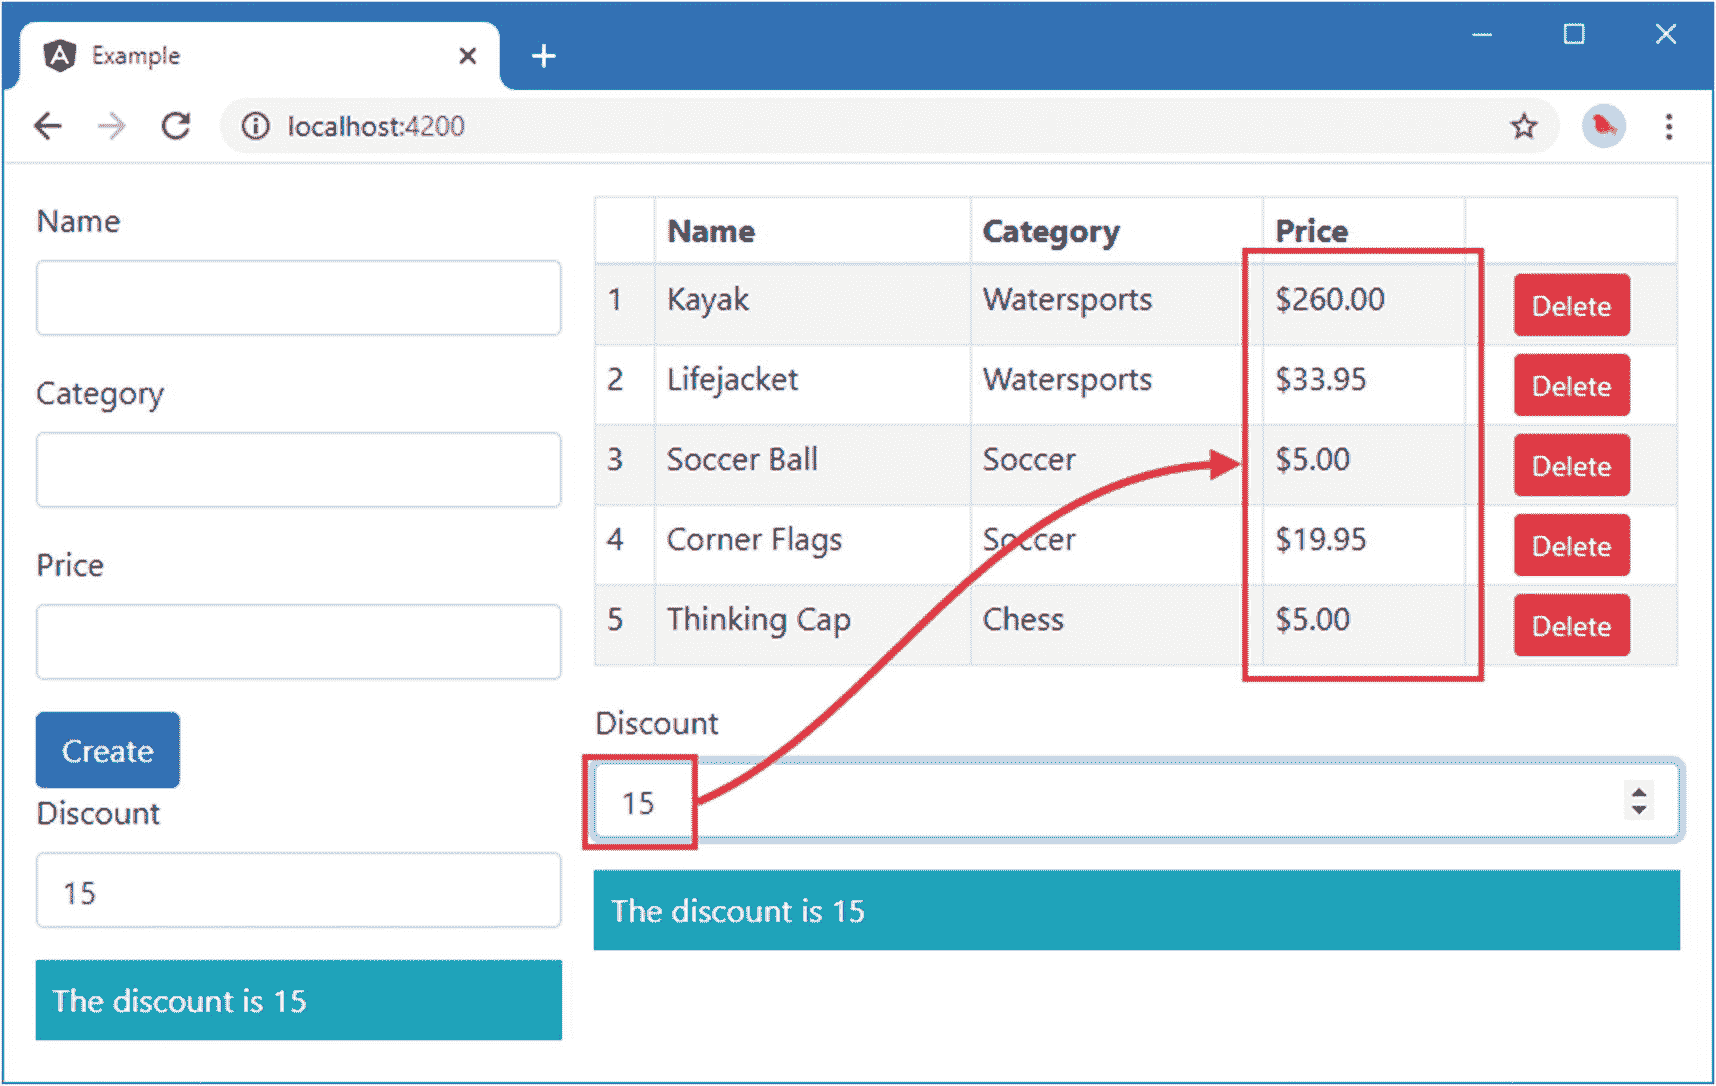 Example
localhost:4200
Name
Category
Price
Create
Discount
15
The discount is 15
Name Category Price
1 Kayak Watersports $260.00 Delete
2 Lifejacket Watersports $33.95 Delete
3 Soccer Ball Soccer $5.00 Delete
4 Corner Flags Soccer $19.95 Delete
5 Thinking Cap Chess $5.00 Delete
Discount
15
The discount is 15